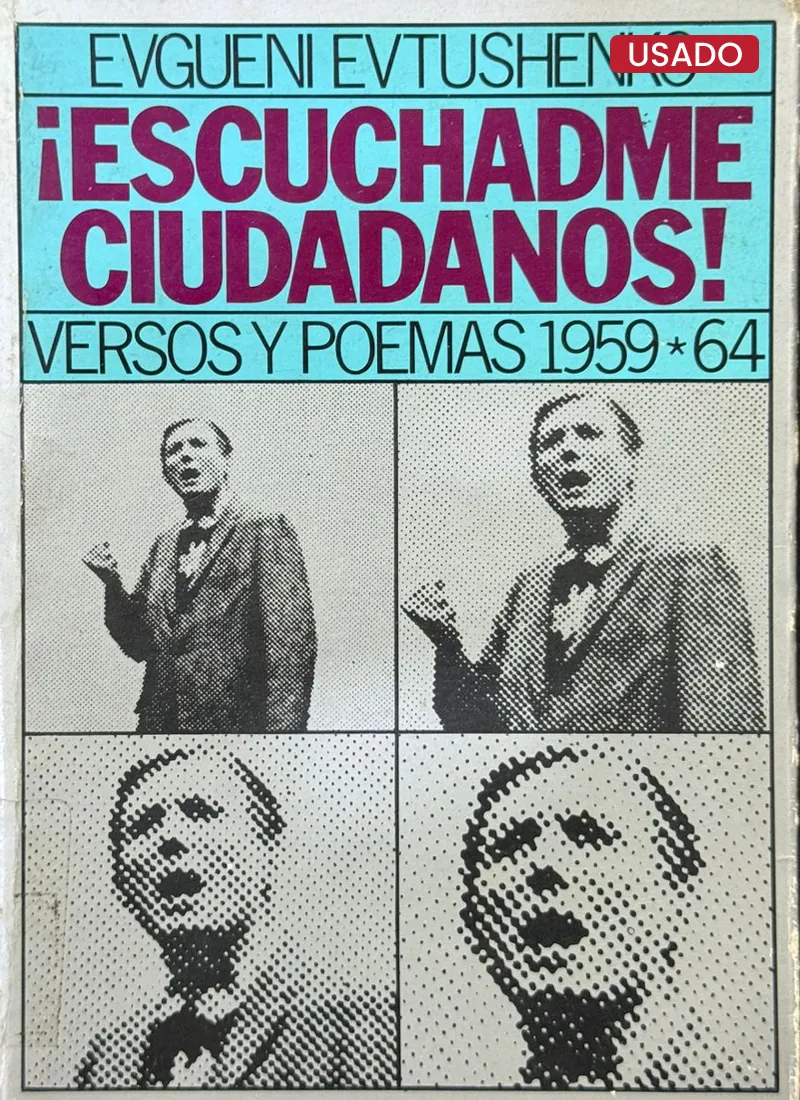 EVGUENI EVTUSHENKO
USADO
¡ESCUCHADME
CIUDADANOS!
VERSOS Y POEMAS 1959*64